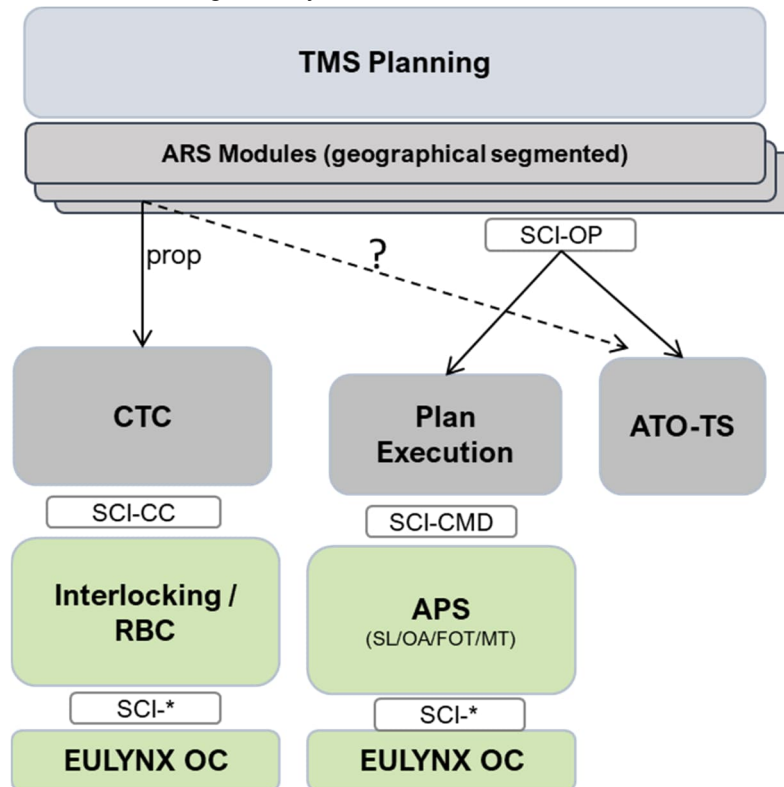 TMS Planning
ARS Modules (geographical segmented)
SCI-OP
?
prop
CTC
Plan
Execution
ATO-TS
SCI-CC
SCI-CMD
Interlocking /
RBC
APS
(SL/OA/FOT/MT)
SCI-*
SCI-*
EULYNX OC
EULYNX OC